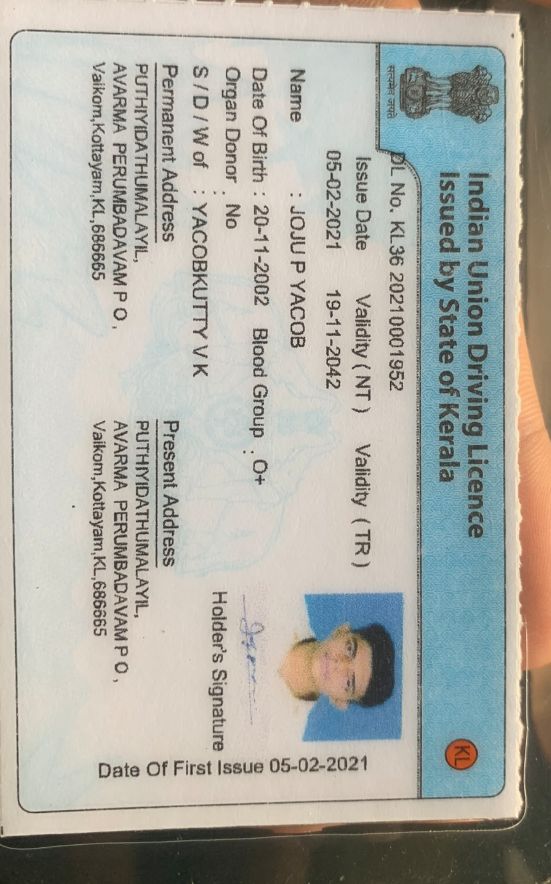 Indian Union Driving Licence
issued by State of Kerala
सत्यमेव जयते
KL
DL No. KL36 20210001952
Issue Date Validity ( NT ) Validity ( TR )
05-02-2021 19-11-2042
Name : JOJU P YACOB
Date Of Birth : 20-11-2002 Blood Group : O+
Organ Donor : No
S / D / W of : YACOBKUTTY V K
Holder's Signature
Permanent Address
PUTHIYIDATHUMALAYIL,
AVARMA PERUMBADAVAM P O ,
Vaikom,Kottayam,KL,686665
Present Address
PUTHIYIDATHUMALAYIL,
AVARMA PERUMBADAVAM P O ,
Vaikom,Kottayam,KL,686665
Date Of First Issue 05-02-2021